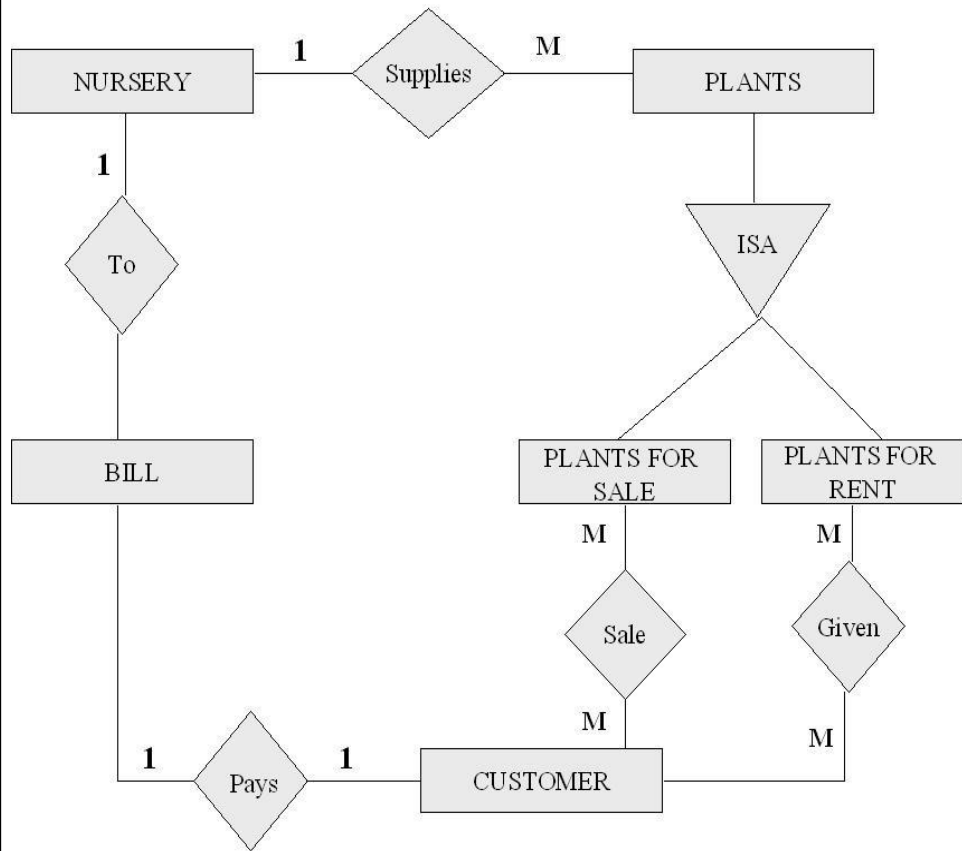 1
Supplies
M
NURSERY
PLANTS
1
To
ISA
BILL
PLANTS FOR
SALE
PLANTS FOR
RENT
M
M
Sale
Given
M
M
1
Pays
1
CUSTOMER